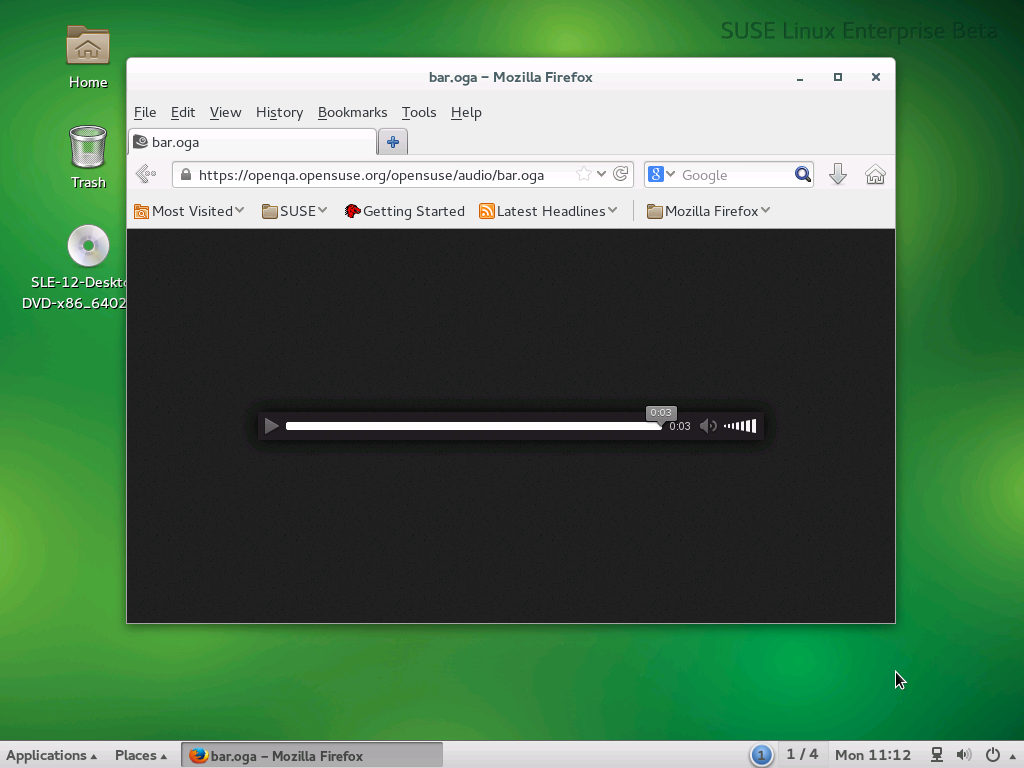 SUSE Linux Enterprise Beta
Home
Trash
SLE-12-Deskto
DVD-x86_6402
bar.oga – Mozilla Firefox
File Edit View History Bookmarks Tools Help
bar.oga
https://openqa.opensuse.org/opensuse/audio/bar.oga
8 Google
Most Visited SUSE Getting Started Latest Headlines Mozilla Firefox
0:03
0:03
Applications Places bar.oga – Mozilla Firefox 1 1 / 4 Mon 11:12